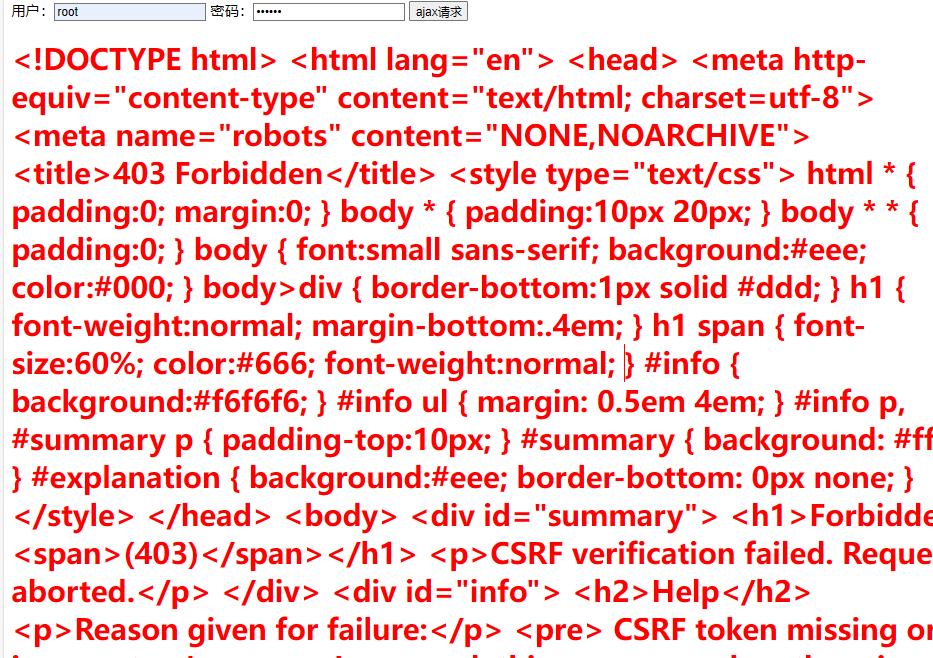 用户: root 密码: •••••• ajax请求
<!DOCTYPE html> <html lang="en"> <head> <meta http-
equiv="content-type" content="text/html; charset=utf-8">
<meta name="robots" content="NONE,NOARCHIVE">
<title>403 Forbidden</title> <style type="text/css"> html * {
padding:0; margin:0; } body * { padding:10px 20px; } body * * {
padding:0; } body { font:small sans-serif; background:#eee;
color:#000; } body>div { border-bottom:1px solid #ddd; } h1 {
font-weight:normal; margin-bottom:.4em; } h1 span { font-
size:60%; color:#666; font-weight:normal; } #info {
background:#f6f6f6; } #info ul { margin: 0.5em 4em; } #info p,
#summary p { padding-top:10px; } #summary { background: #ff
} #explanation { background:#eee; border-bottom: 0px none; }
</style> </head> <body> <div id="summary"> <h1>Forbidde
<span>(403)</span></h1> <p>CSRF verification failed. Reque
aborted.</p> </div> <div id="info"> <h2>Help</h2>
<p>Reason given for failure:</p> <pre> CSRF token missing or